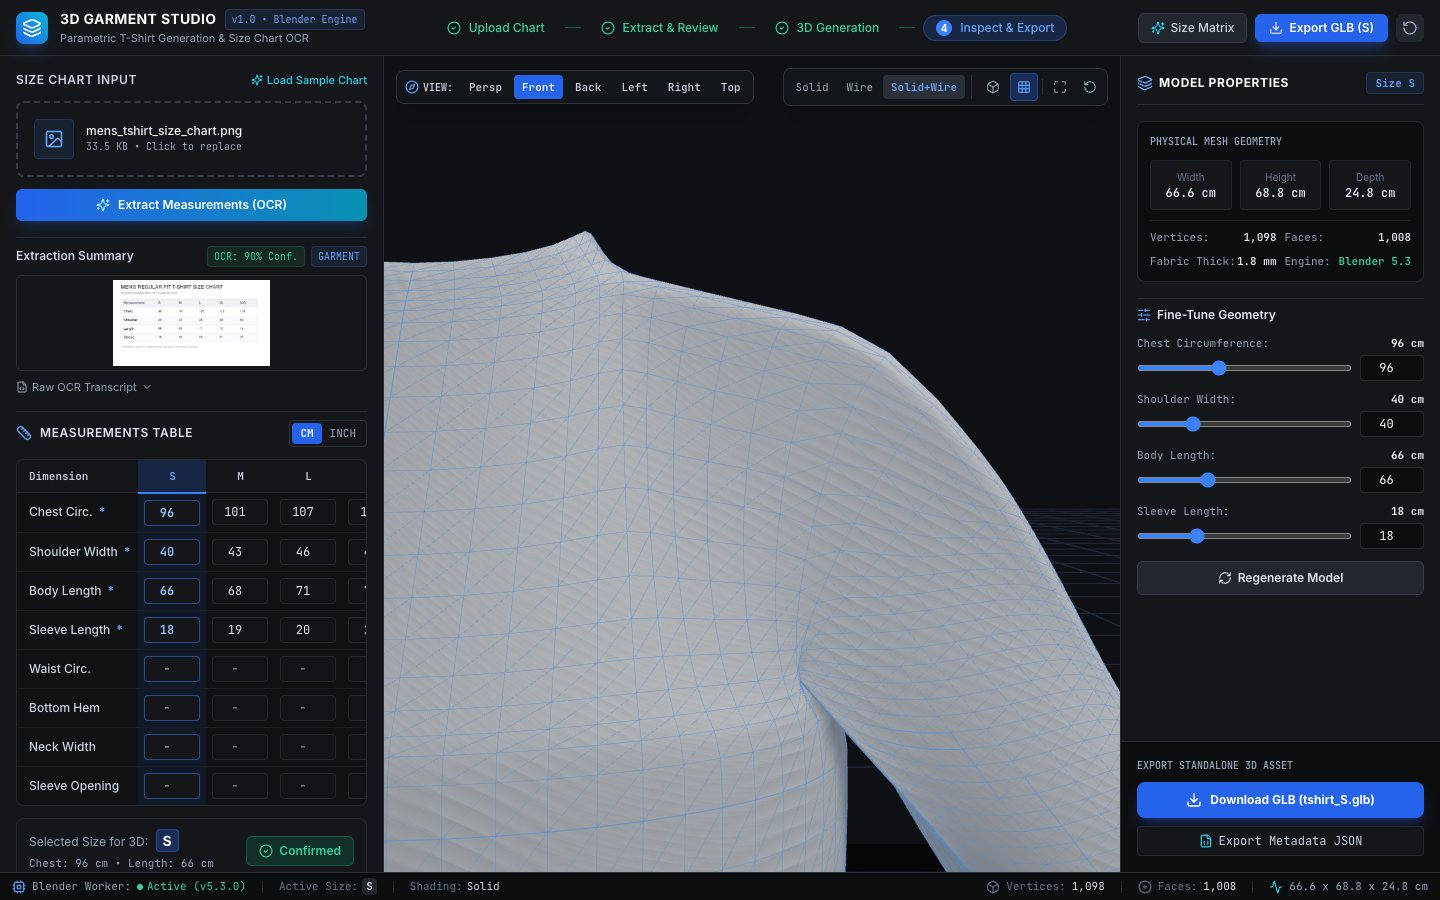 3D GARMENT STUDIO
v1.0 • Blender Engine
Parametric T-Shirt Generation & Size Chart OCR
Upload Chart
Extract & Review
3D Generation
4 Inspect & Export
Size Matrix
Export GLB (S)
SIZE CHART INPUT
Load Sample Chart
mens_tshirt_size_chart.png
33.5 KB • Click to replace
Extract Measurements (OCR)
Extraction Summary
OCR: 90% Conf.
GARMENT
MEN'S REGULAR FIT T-SHIRT SIZE CHART
Raw OCR Transcript
MEASUREMENTS TABLE
CM INCH
Dimension S M L
Chest Circ. * 96 101 107 1
Shoulder Width * 40 43 46
Body Length * 66 68 71
Sleeve Length * 18 19 20
Waist Circ. - - -
Bottom Hem - - -
Neck Width - - -
Sleeve Opening - - -
Selected Size for 3D: S
Chest: 96 cm • Length: 66 cm
Confirmed
VIEW: Persp Front Back Left Right Top
Solid Wire Solid+Wire
MODEL PROPERTIES
Size S
PHYSICAL MESH GEOMETRY
Width Height Depth
66.6 cm 68.8 cm 24.8 cm
Vertices: 1,098 Faces: 1,008
Fabric Thick: 1.8 mm Engine: Blender 5.3
Fine-Tune Geometry
Chest Circumference: 96 cm
96
Shoulder Width: 40 cm
40
Body Length: 66 cm
66
Sleeve Length: 18 cm
18
Regenerate Model
EXPORT STANDALONE 3D ASSET
Download GLB (tshirt_S.glb)
Export Metadata JSON
Blender Worker: Active (v5.3.0) Active Size: S Shading: Solid
Vertices: 1,098 Faces: 1,008 66.6 x 68.8 x 24.8 cm